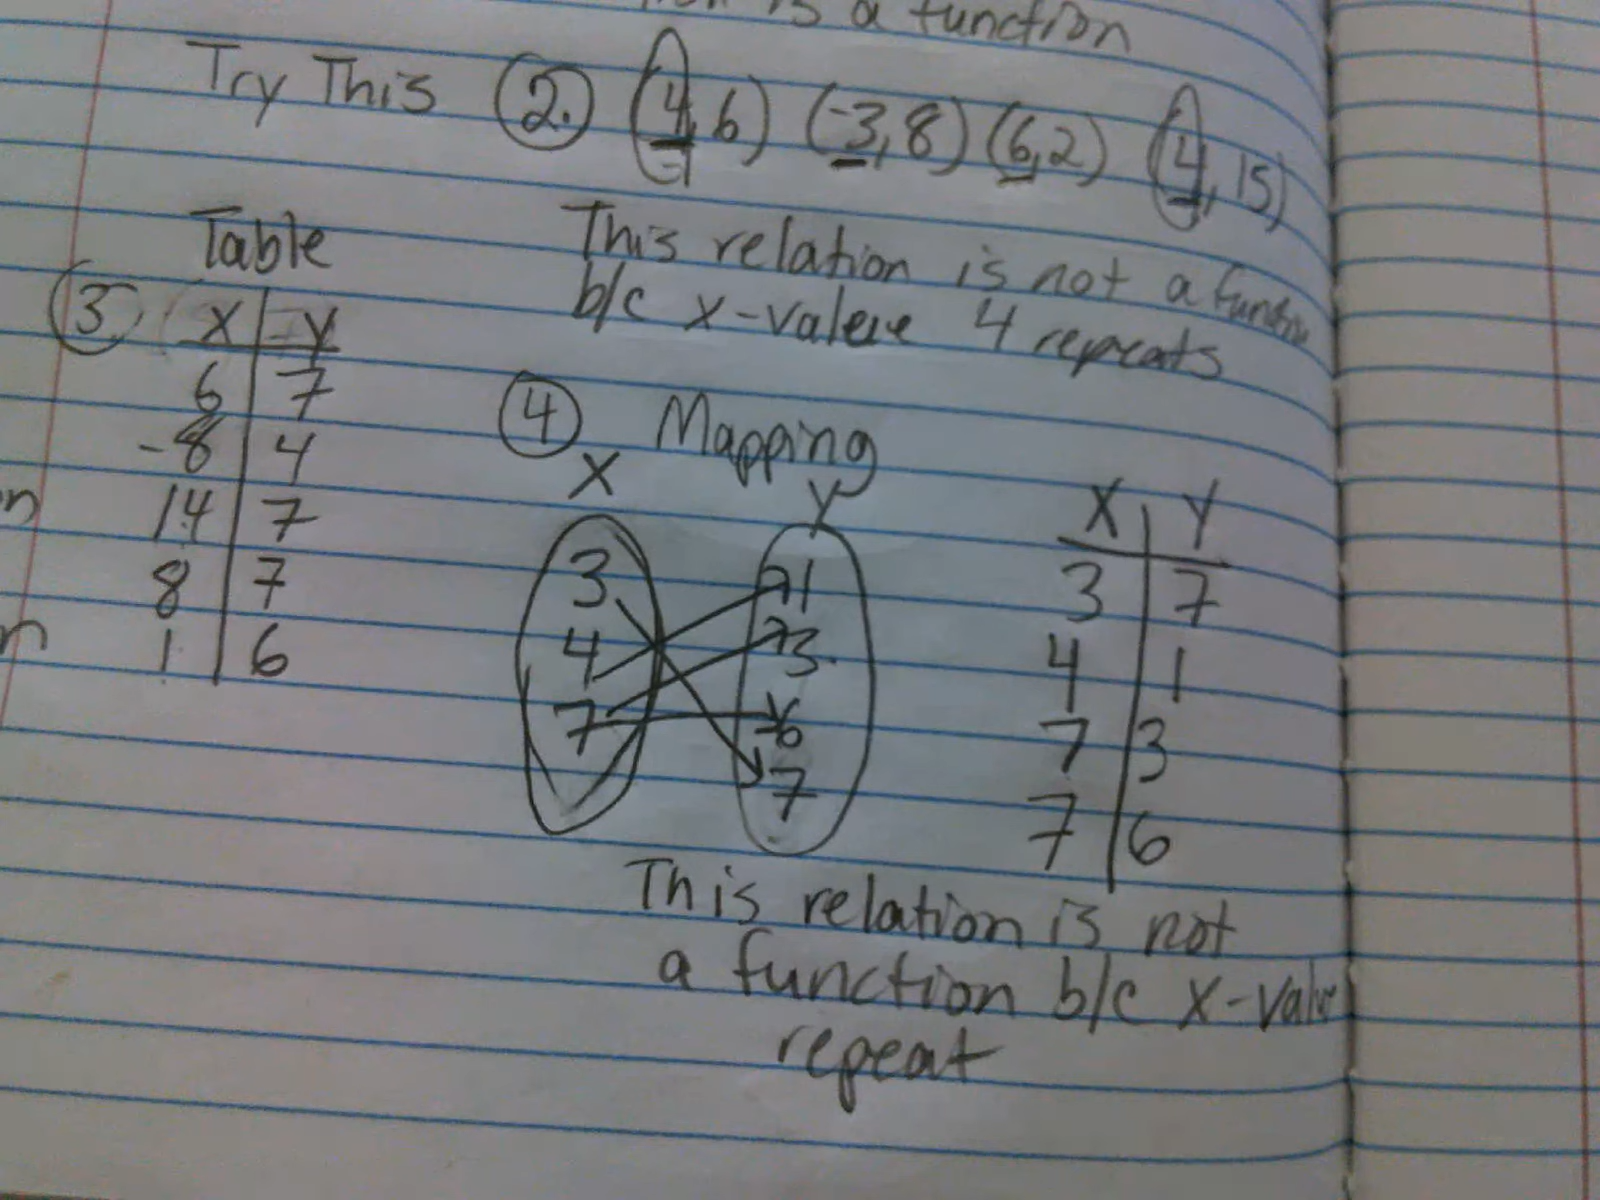 is a function
Try This 2. (4,6) (-3,8) (6,2) (4,15)
This relation is not a function
b/c x-valeue 4 repeats
Table
3. X Y
6 7
-8 4
14 7
8 7
1 6
4 Mapping
X Y
3 1
4 3
7 6
7
X Y
3 7
4 1
7 3
7 6
This relation is not
a function b/c x-value
repeat